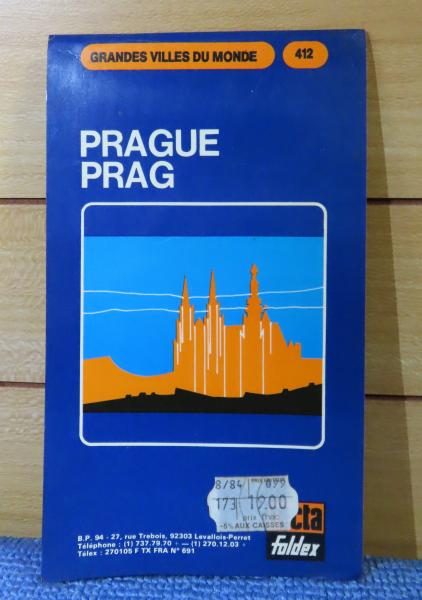 GRANDES VILLES DU MONDE
412
PRAGUE
PRAG
8/84
173 19.00
prix fnac
-5% AUX CAISSES
cta
foldex
B.P. 94 - 27, rue Trebois, 92303 Levallois-Perret
Téléphone : (1) 737.79.70 + — (1) 270.12.03 +
Télex : 270105 F TX FRA N° 691